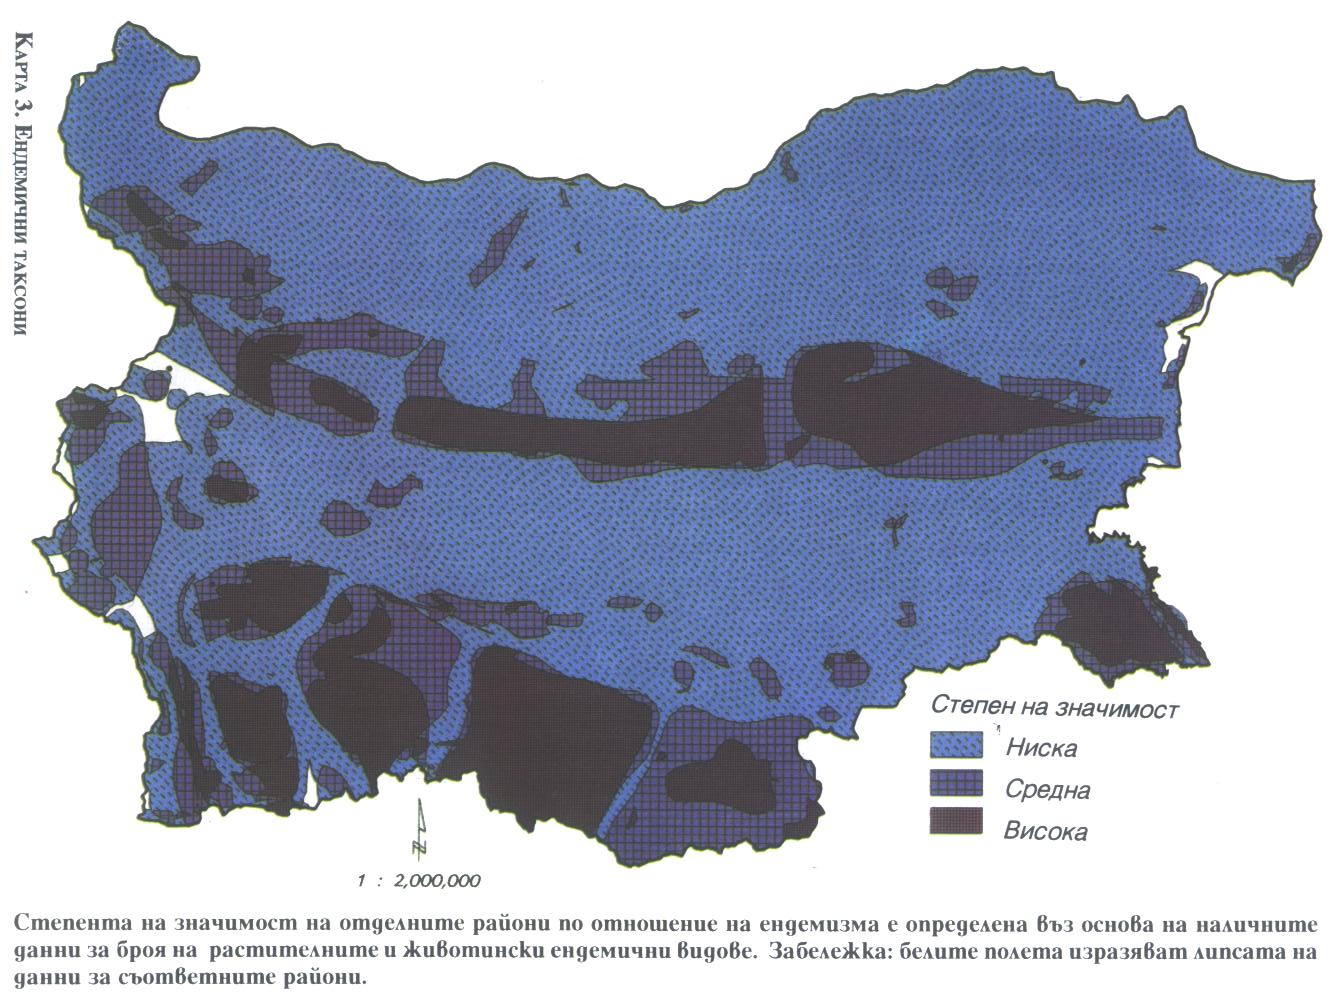 Карта 3. Ендемични таксони
Степен на значимост
Ниска
Средна
Висока
N
1 : 2,000,000
Степента на значимост на отделните райони по отношение на ендемизма е определена въз основа на наличните
данни за броя на растителните и животински ендемични видове. Забележка: белите полета изразяват липсата на
данни за съответните райони.